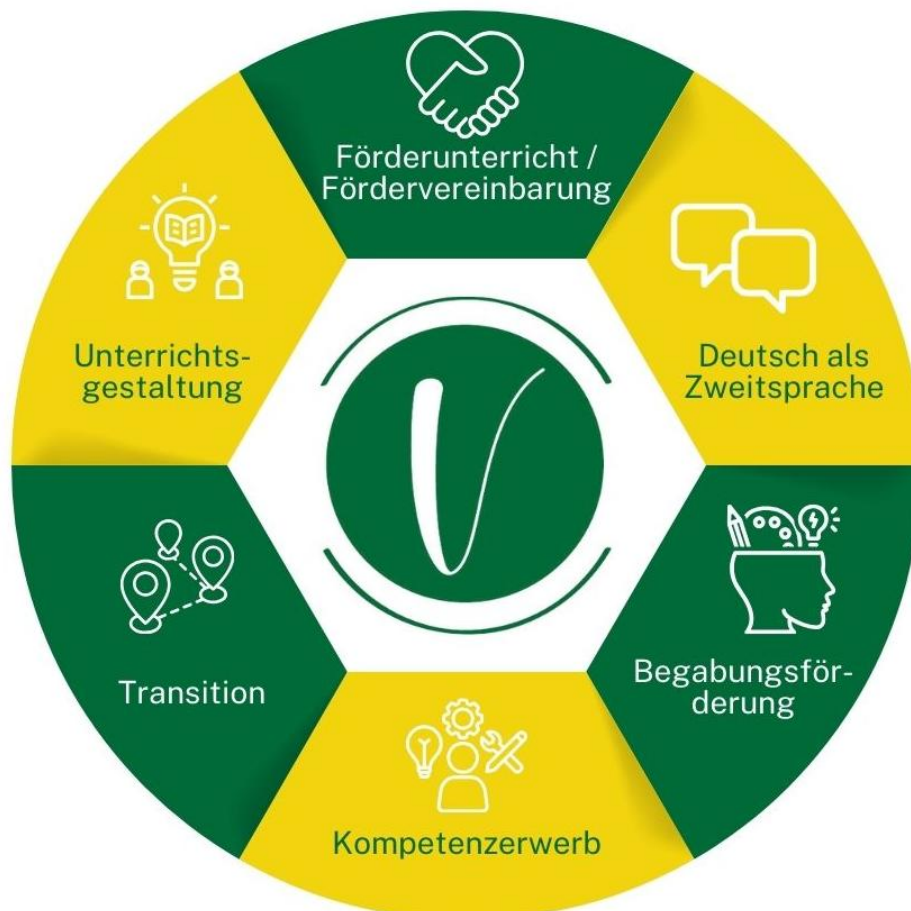 Förderunterricht /
Fördervereinbarung
Deutsch als
Zweitsprache
Begabungsför-
derung
Kompetenzerwerb
Transition
Unterrichts-
gestaltung
V